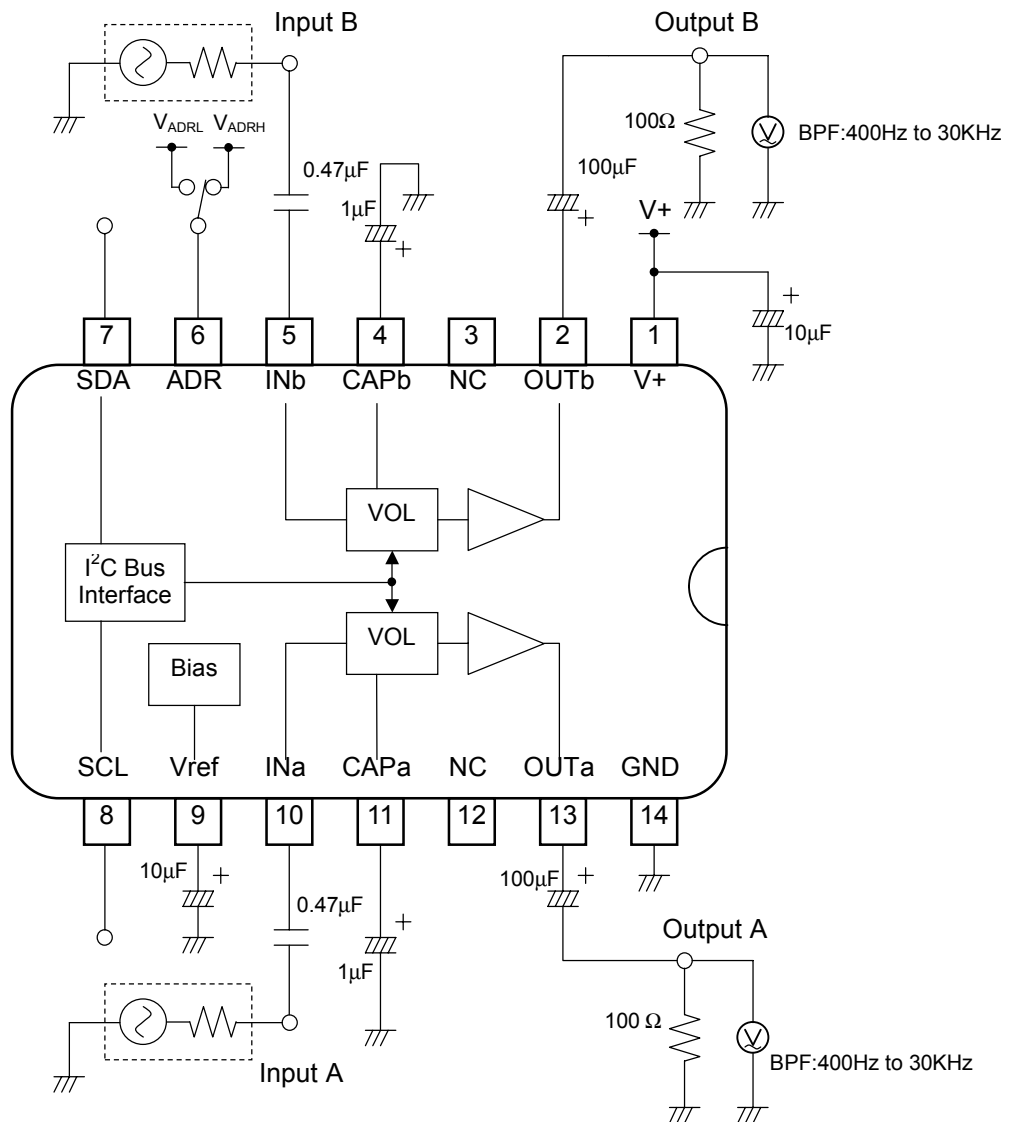 Input B
Output B
V_ADRL V_ADRH
100Ω
BPF:400Hz to 30KHz
0.47µF
100µF
1µF
+
+
V+
+
10µF
7 6 5 4 3 2 1
SDA ADR INb CAPb NC OUTb V+
VOL
I²C Bus
Interface
VOL
Bias
SCL Vref INa CAPa NC OUTa GND
8 9 10 11 12 13 14
10µF +
100µF +
0.47µF
+
1µF
Output A
100 Ω
BPF:400Hz to 30KHz
Input A